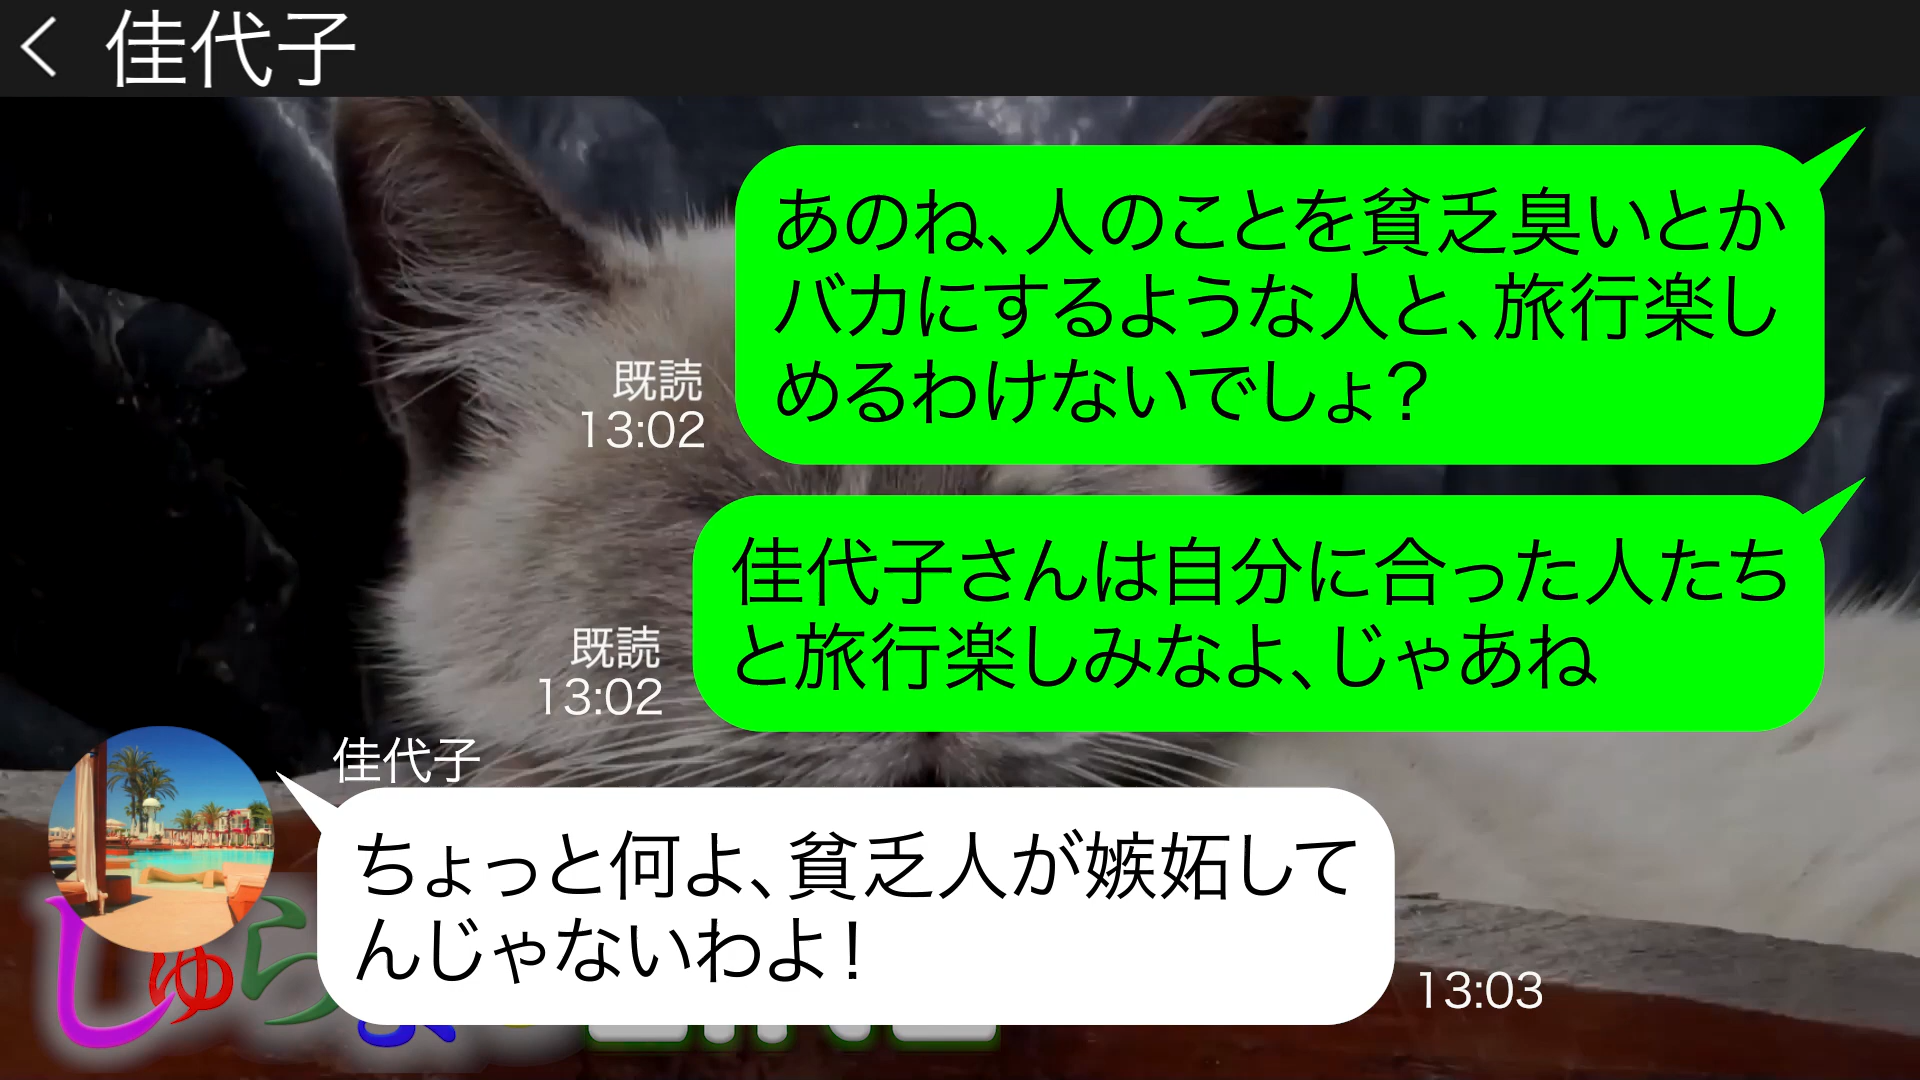 佳代子
あのね、人のことを貧乏臭いとか
バカにするような人と、旅行楽し
めるわけないでしょ？
既読
13:02
佳代子さんは自分に合った人たち
と旅行楽しみなよ、じゃあね
既読
13:02
佳代子
ちょっと何よ、貧乏人が嫉妬して
んじゃないわよ！
13:03
しゅら